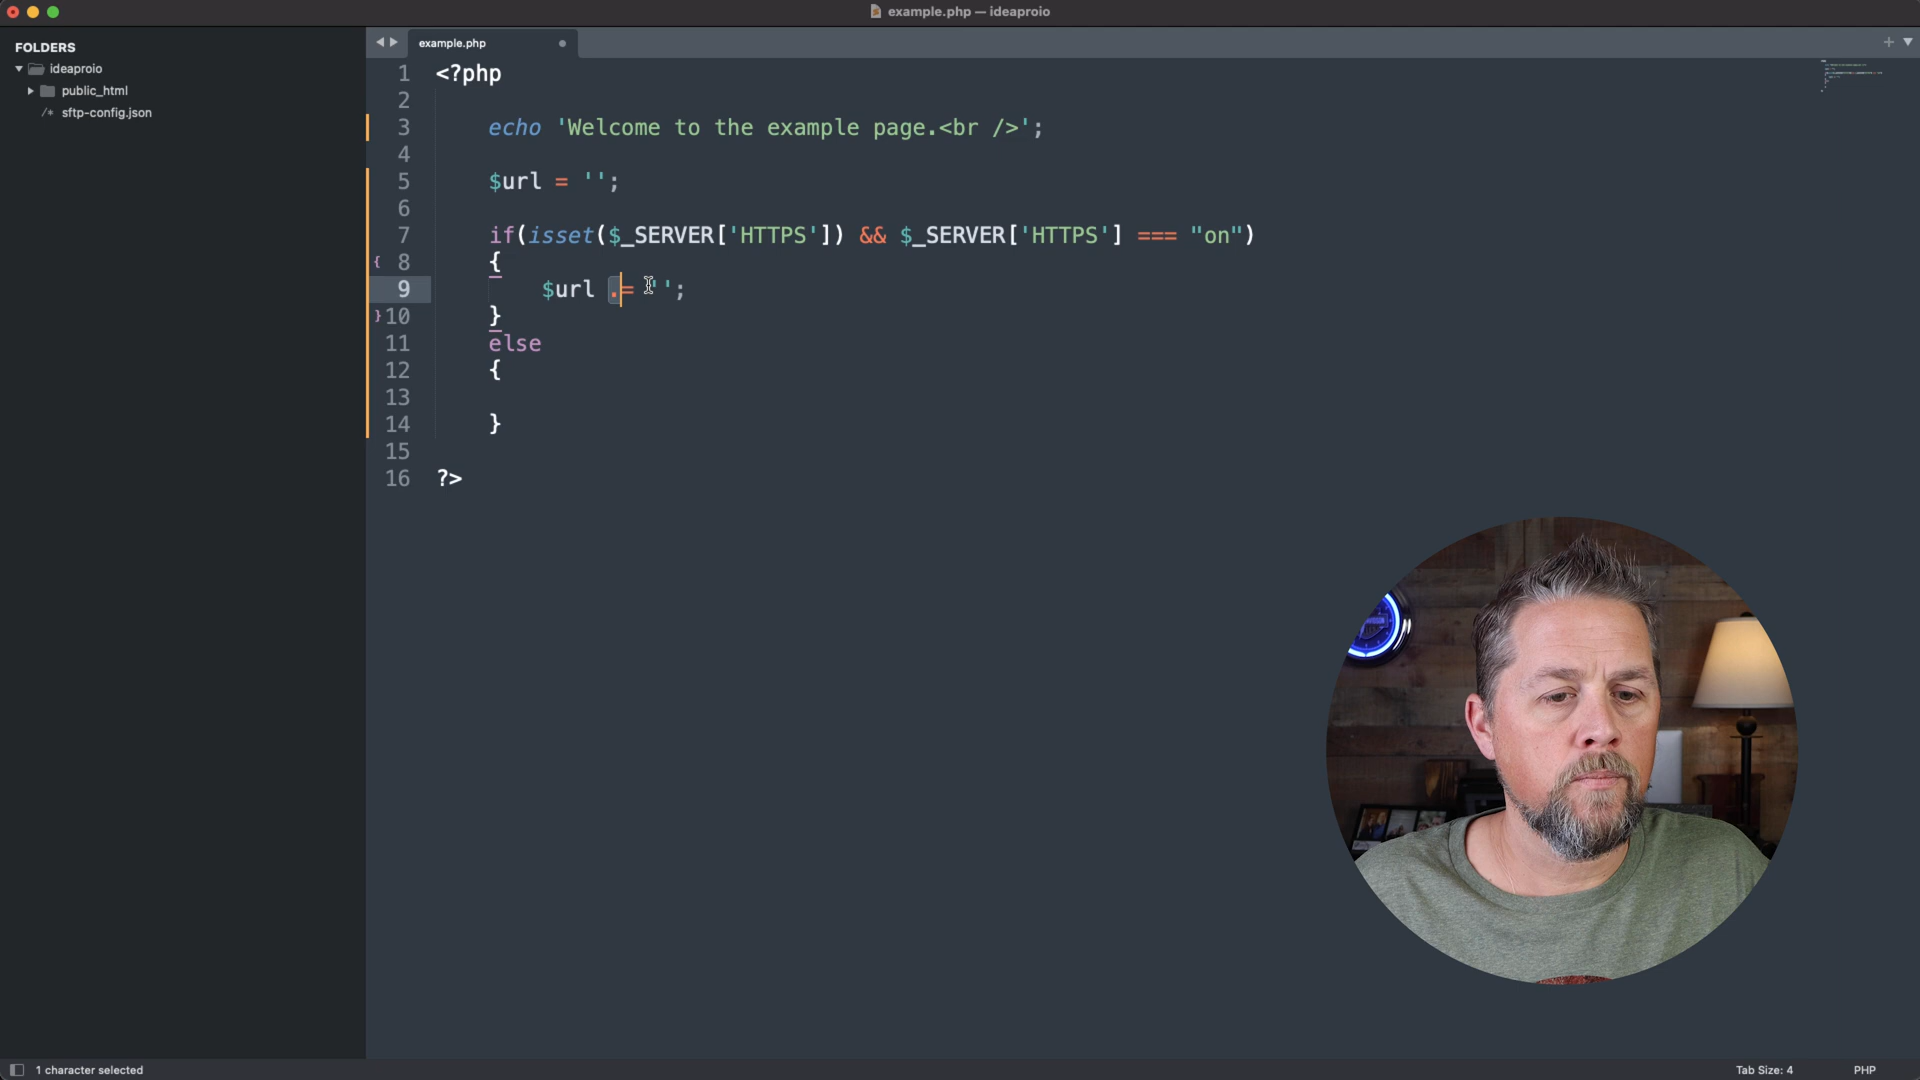 example.php — ideaproio
FOLDERS
ideaproio
public_html
/* sftp-config.json
example.php
1 <?php
2
3 echo 'Welcome to the example page.<br />';
4
5 $url = '';
6
7 if(isset($_SERVER['HTTPS']) && $_SERVER['HTTPS'] === "on")
{ 8 {
9 $url .= '';
} 10 }
11 else
12 {
13
14 }
15
16 ?>
1 character selected
Tab Size: 4
PHP